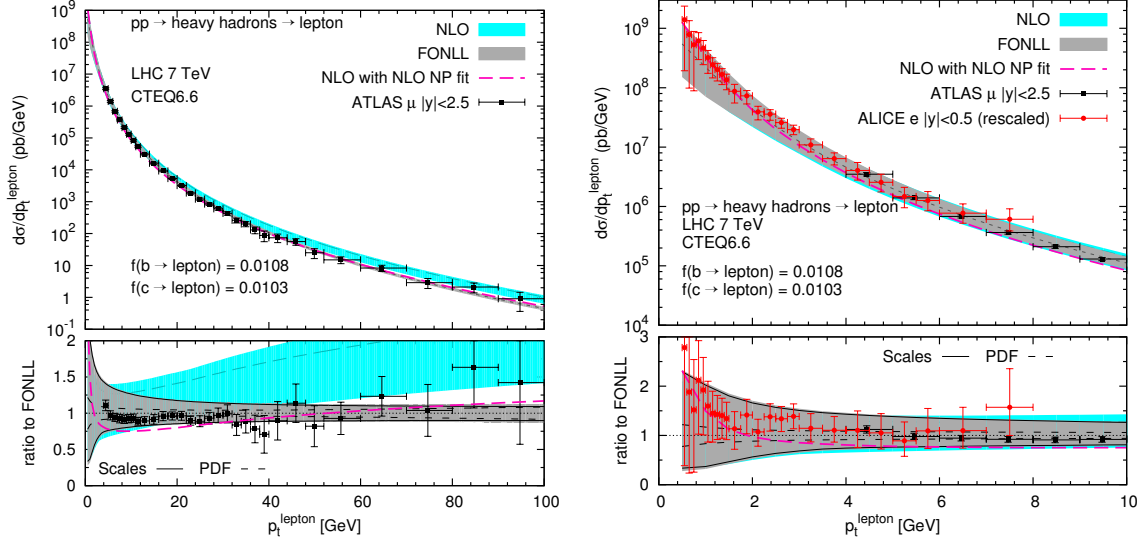 10^9
10^8
10^7
10^6
10^5
10^4
10^3
10^2
10
1
10^-1
dσ/dp_t^lepton (pb/GeV)
pp → heavy hadrons → lepton
NLO
FONLL
NLO with NLO NP fit
ATLAS μ |y|<2.5
LHC 7 TeV
CTEQ6.6
f(b → lepton) = 0.0108
f(c → lepton) = 0.0103
2
1.5
1
0.5
0
ratio to FONLL
Scales
PDF
0 20 40 60 80 100
p_t^lepton [GeV]
10^9
10^8
10^7
10^6
10^5
10^4
dσ/dp_t^lepton (pb/GeV)
NLO
FONLL
NLO with NLO NP fit
ATLAS μ |y|<2.5
ALICE e |y|<0.5 (rescaled)
pp → heavy hadrons → lepton
LHC 7 TeV
CTEQ6.6
f(b → lepton) = 0.0108
f(c → lepton) = 0.0103
3
2
1
0
ratio to FONLL
Scales
PDF
0 2 4 6 8 10
p_t^lepton [GeV]